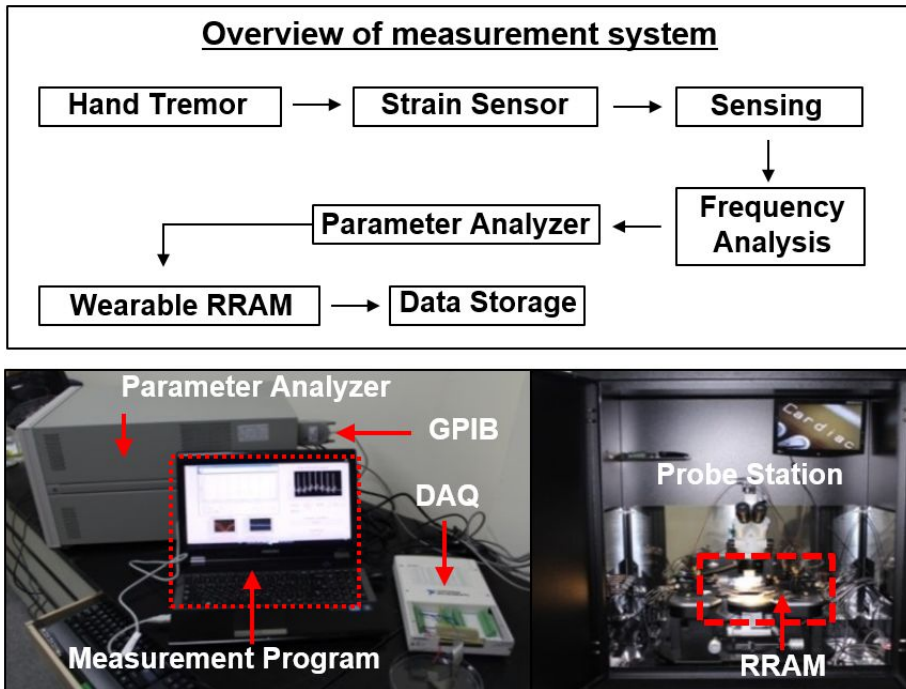 Overview of measurement system
Hand Tremor
Strain Sensor
Sensing
Frequency
Analysis
Parameter Analyzer
Wearable RRAM
Data Storage
Parameter Analyzer
GPIB
DAQ
Measurement Program
Cardiac
Probe Station
RRAM